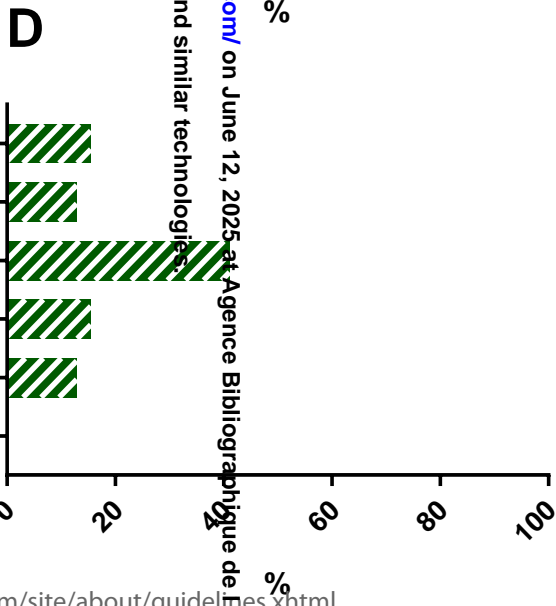 D
%
nd similar technologies.
om/ on June 12, 2025 at Agence Bibliographique de l
0
20
40
60
80
100
%
m/site/about/guidelines.xhtml